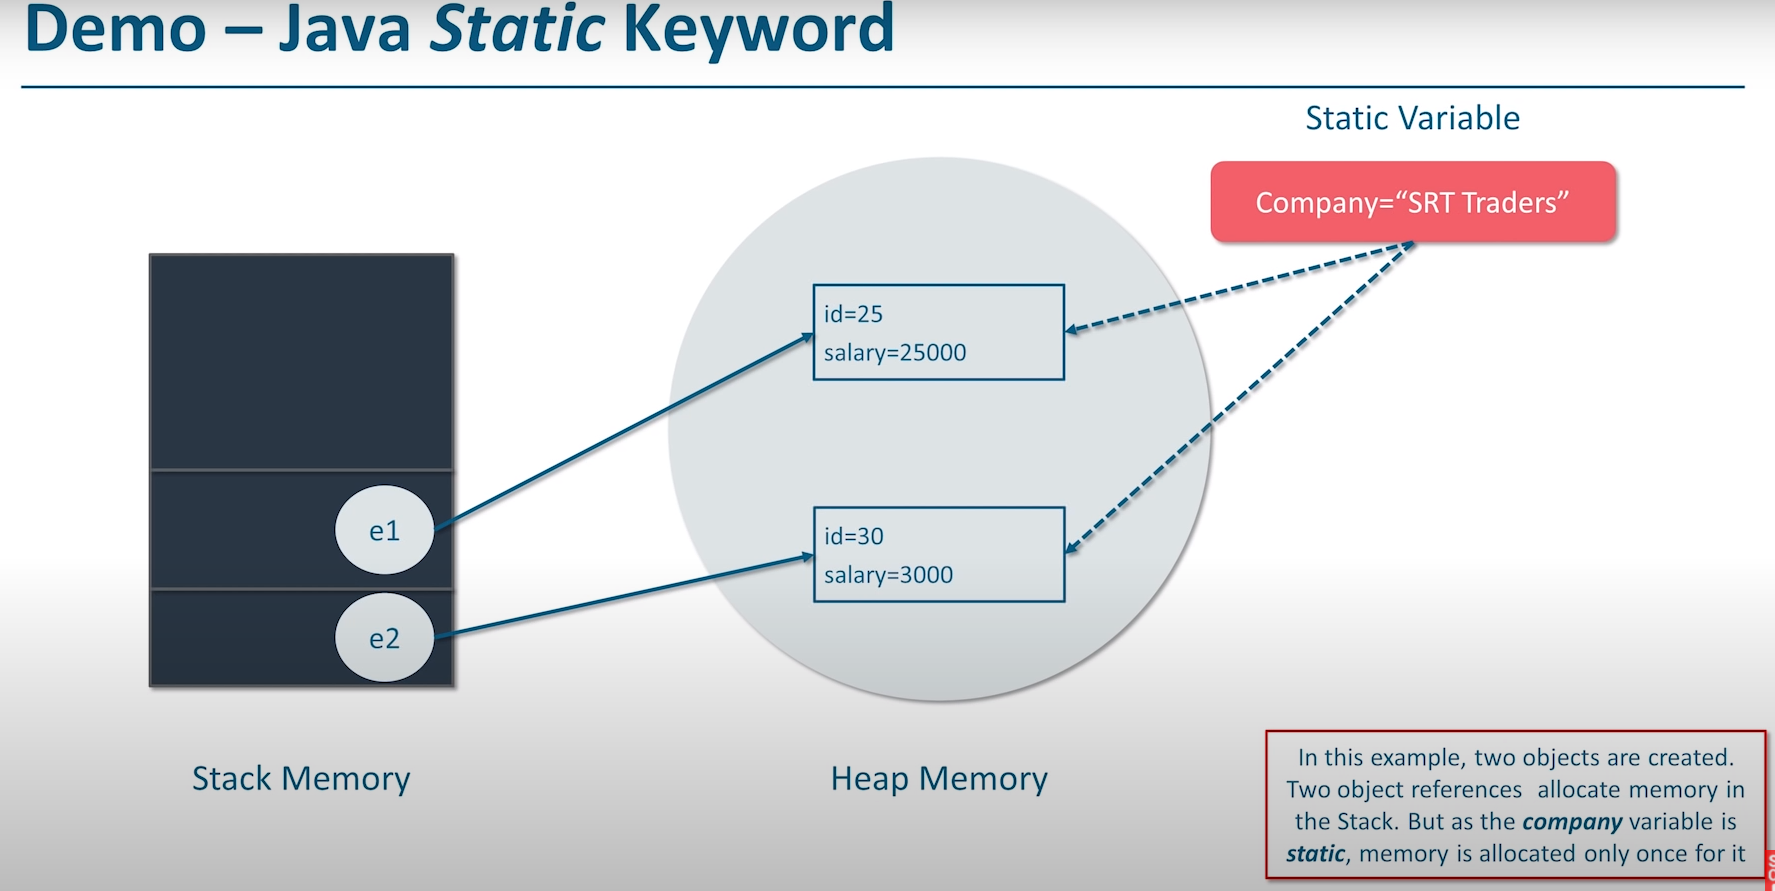 Demo – Java Static Keyword
Static Variable
Company=“SRT Traders”
id=25
salary=25000
e1
id=30
salary=3000
e2
Stack Memory
Heap Memory
In this example, two objects are created.
Two object references allocate memory in
the Stack. But as the company variable is
static, memory is allocated only once for it